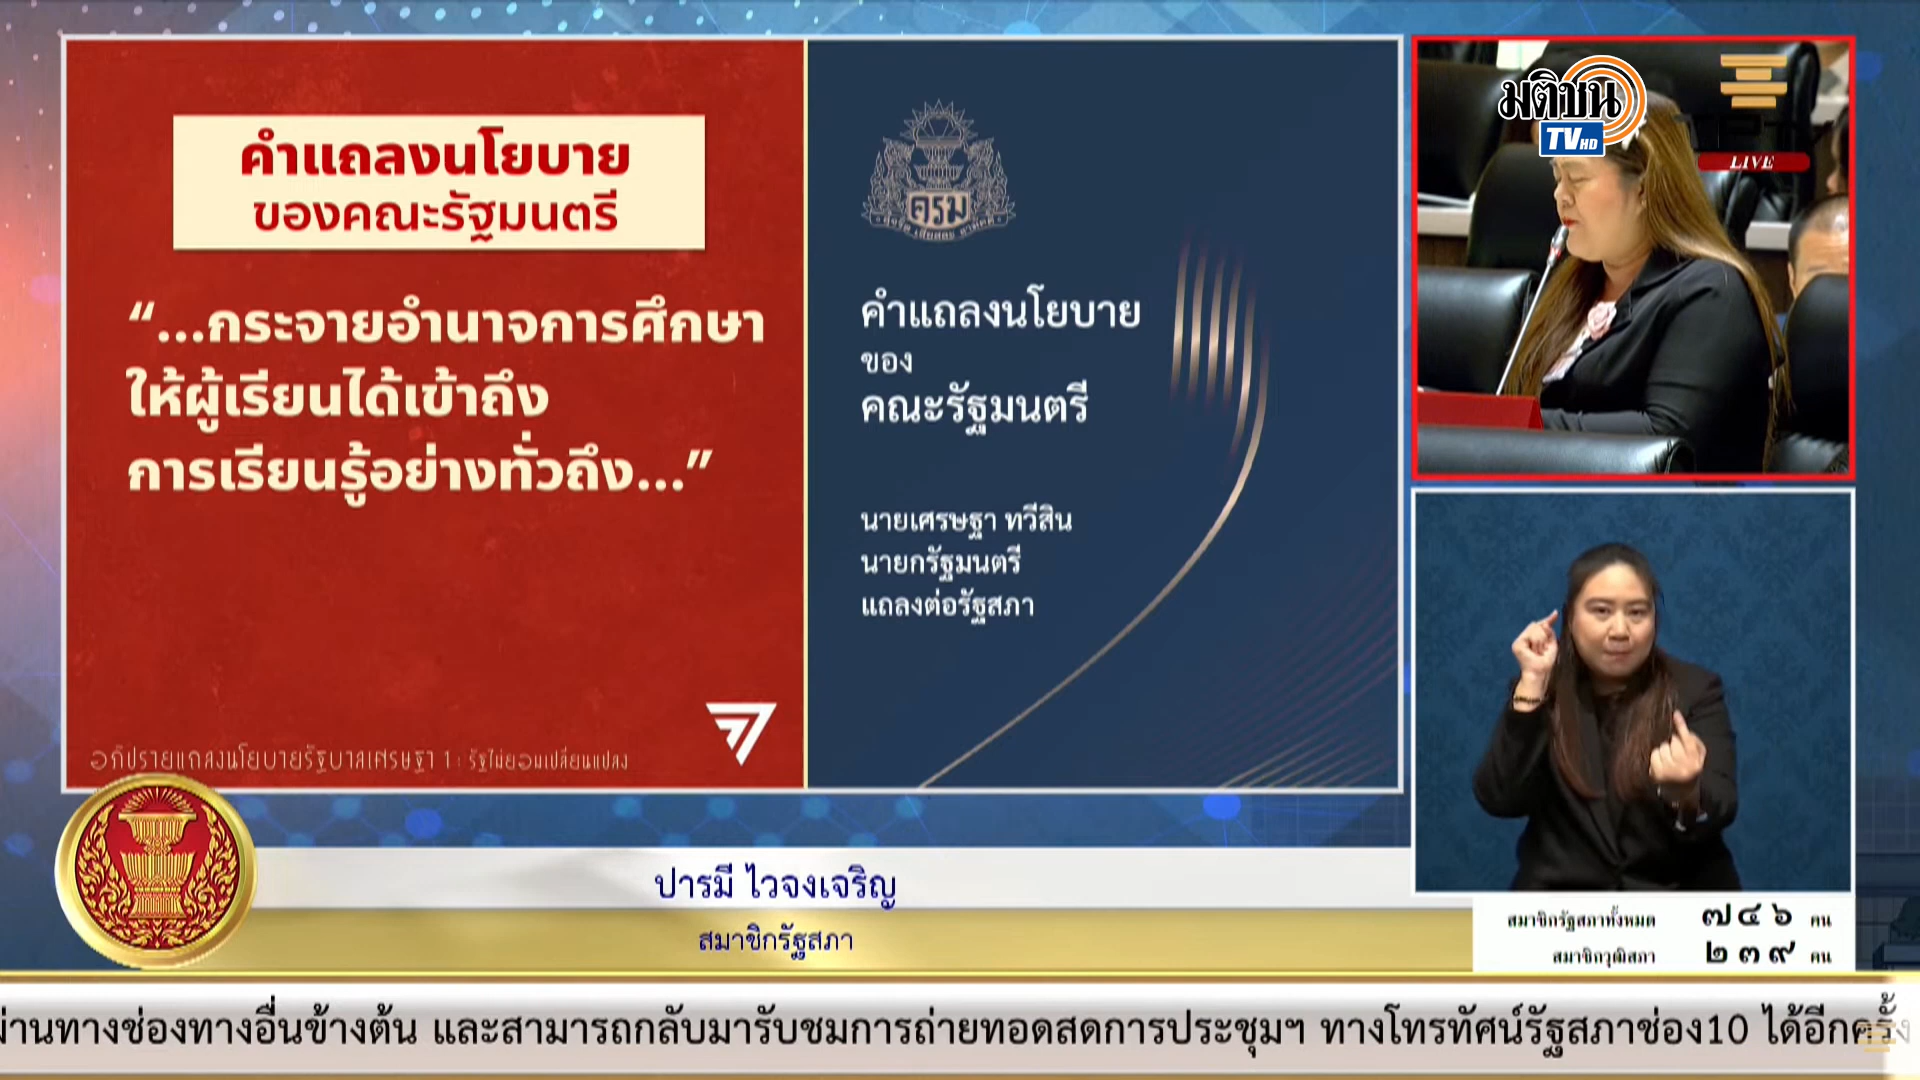 คำแถลงนโยบาย
ของคณะรัฐมนตรี
“...กระจายอำนาจการศึกษา
ให้ผู้เรียนได้เข้าถึง
การเรียนรู้อย่างทั่วถึง...”
อภิปรายแถลงนโยบายรัฐบาลเศรษฐา 1 : รัฐไม่ยอมเปลี่ยนแปลง
ครม
คำแถลงนโยบาย
ของ
คณะรัฐมนตรี
นายเศรษฐา ทวีสิน
นายกรัฐมนตรี
แถลงต่อรัฐสภา
มติชน
TV HD
LIVE
ปารมี ไวจงเจริญ
สมาชิกรัฐสภา
สมาชิกรัฐสภาทั้งหมด ๗๔๖ คน
สมาชิกวุฒิสภา ๒๓๙ คน
ผ่านทางช่องทางอื่นข้างต้น และสามารถกลับมารับชมการถ่ายทอดสดการประชุมฯ ทางโทรทัศน์รัฐสภาช่อง10 ได้อีกครั้ง